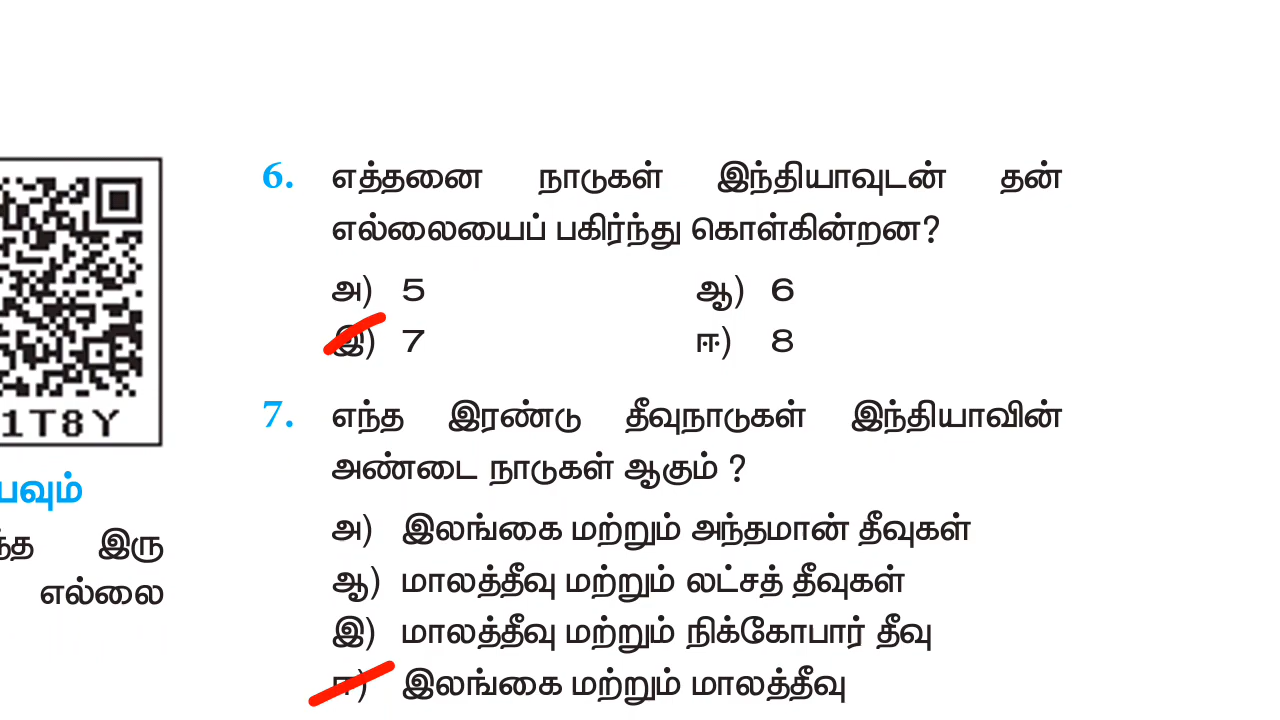 6. எத்தனை நாடுகள் இந்தியாவுடன் தன்
எல்லையைப் பகிர்ந்து கொள்கின்றன?
அ) 5 ஆ) 6
இ) 7 ஈ) 8
7. எந்த இரண்டு தீவுநாடுகள் இந்தியாவின்
அண்டை நாடுகள் ஆகும் ?
அ) இலங்கை மற்றும் அந்தமான் தீவுகள்
ஆ) மாலத்தீவு மற்றும் லட்சத் தீவுகள்
இ) மாலத்தீவு மற்றும் நிக்கோபார் தீவு
ஈ) இலங்கை மற்றும் மாலத்தீவு
1T8Y
இரு
எல்லை